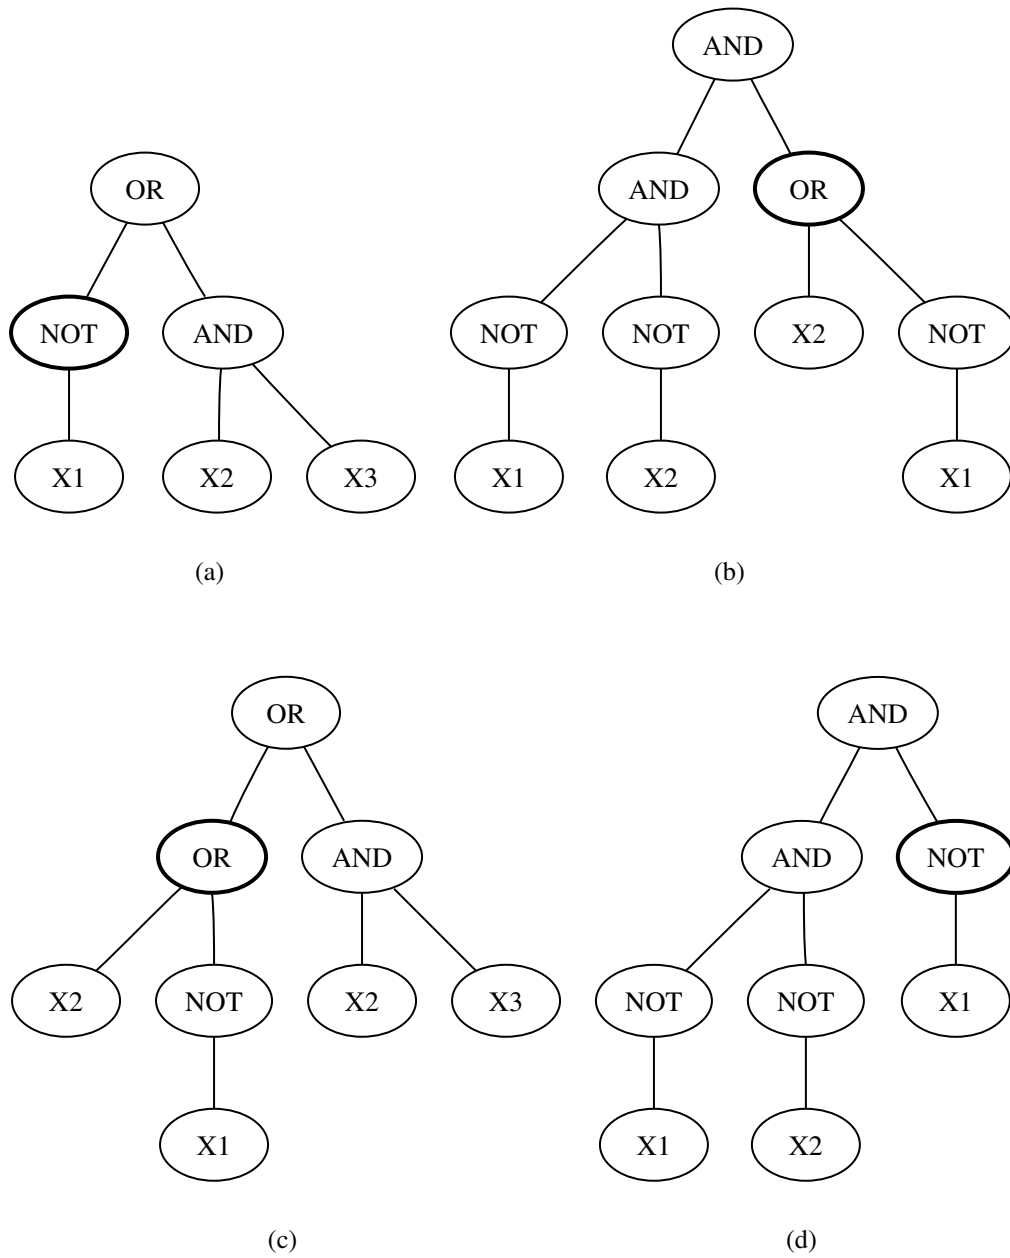 AND
OR
AND
OR
NOT
AND
NOT
NOT
X2
NOT
X1
X2
X3
X1
X2
X1
(a)
(b)
OR
AND
OR
AND
AND
NOT
X2
NOT
X2
X3
NOT
NOT
X1
X1
X1
X2
(c)
(d)